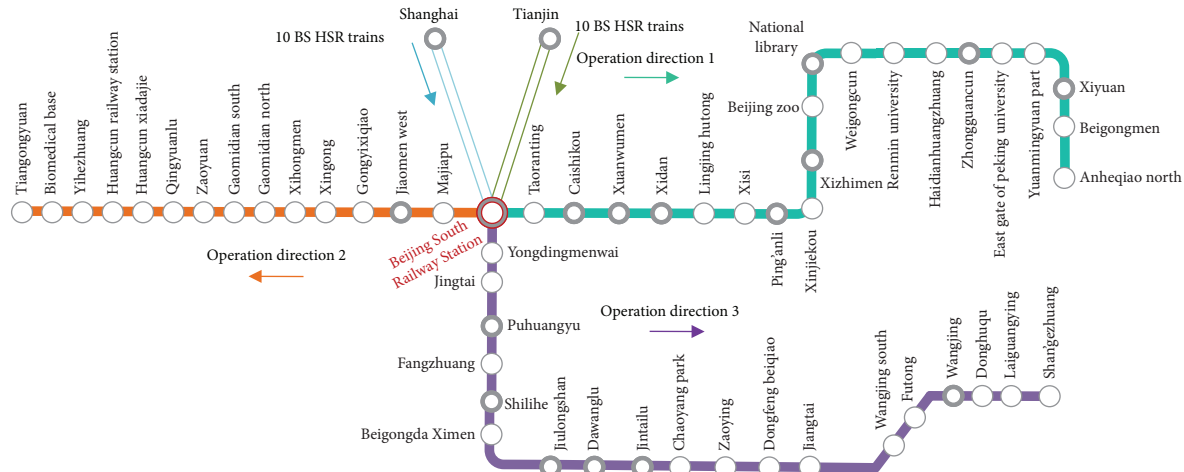 Shanghai
Tianjin
10 BS HSR trains
10 BS HSR trains
Operation direction 1
National
library
Beijing zoo
Xizhimen
Weigongcun
Renmin university
Haidianhuangzhuang
Zhongguancun
East gate of peking university
Yuanmingyuan part
Xiyuan
Beigongmen
Anheqiao north
Tiangongyuan
Biomedical base
Yihezhuang
Huangcun railway station
Huangcun xiadajie
Qingyuanlu
Zaoyuan
Gaomidian south
Gaomidian north
Xihongmen
Xingong
Gongyixiqiao
Jiaomen west
Majiapu
Taoranting
Caishikou
Xuanwumen
Xidan
Lingjing hutong
Xisi
Ping'anli
Xinjiekou
Operation direction 2
Beijing South
Railway Station
Yongdingmenwai
Jingtai
Puhuangyu
Fangzhuang
Shilihe
Beigongda Ximen
Operation direction 3
Jiulongshan
Dawanglu
Jintailu
Chaoyang park
Zaoying
Dongfeng beiqiao
Jiangtai
Wangjing south
Futong
Wangjing
Donghuqu
Laiguangying
Shan'gezhuang